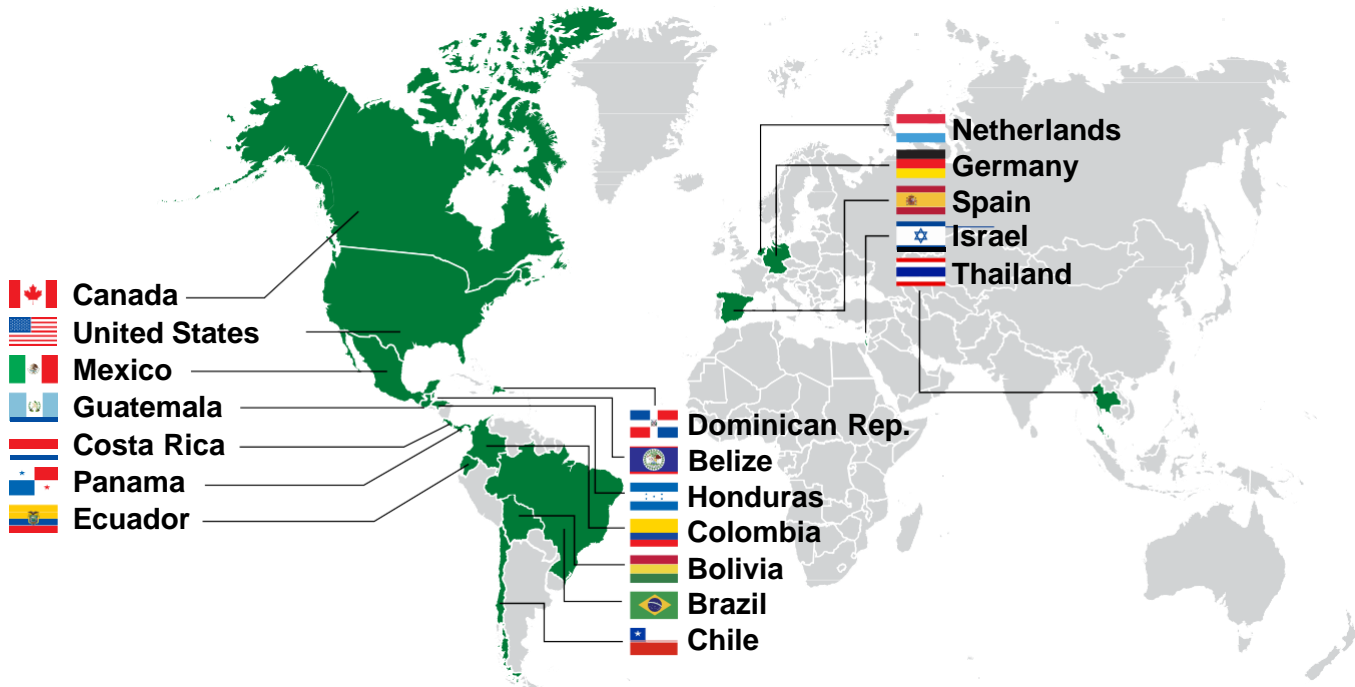 Canada
United States
Mexico
Guatemala
Costa Rica
Panama
Ecuador
Dominican Rep.
Belize
Honduras
Colombia
Bolivia
Brazil
Chile
Netherlands
Germany
Spain
Israel
Thailand